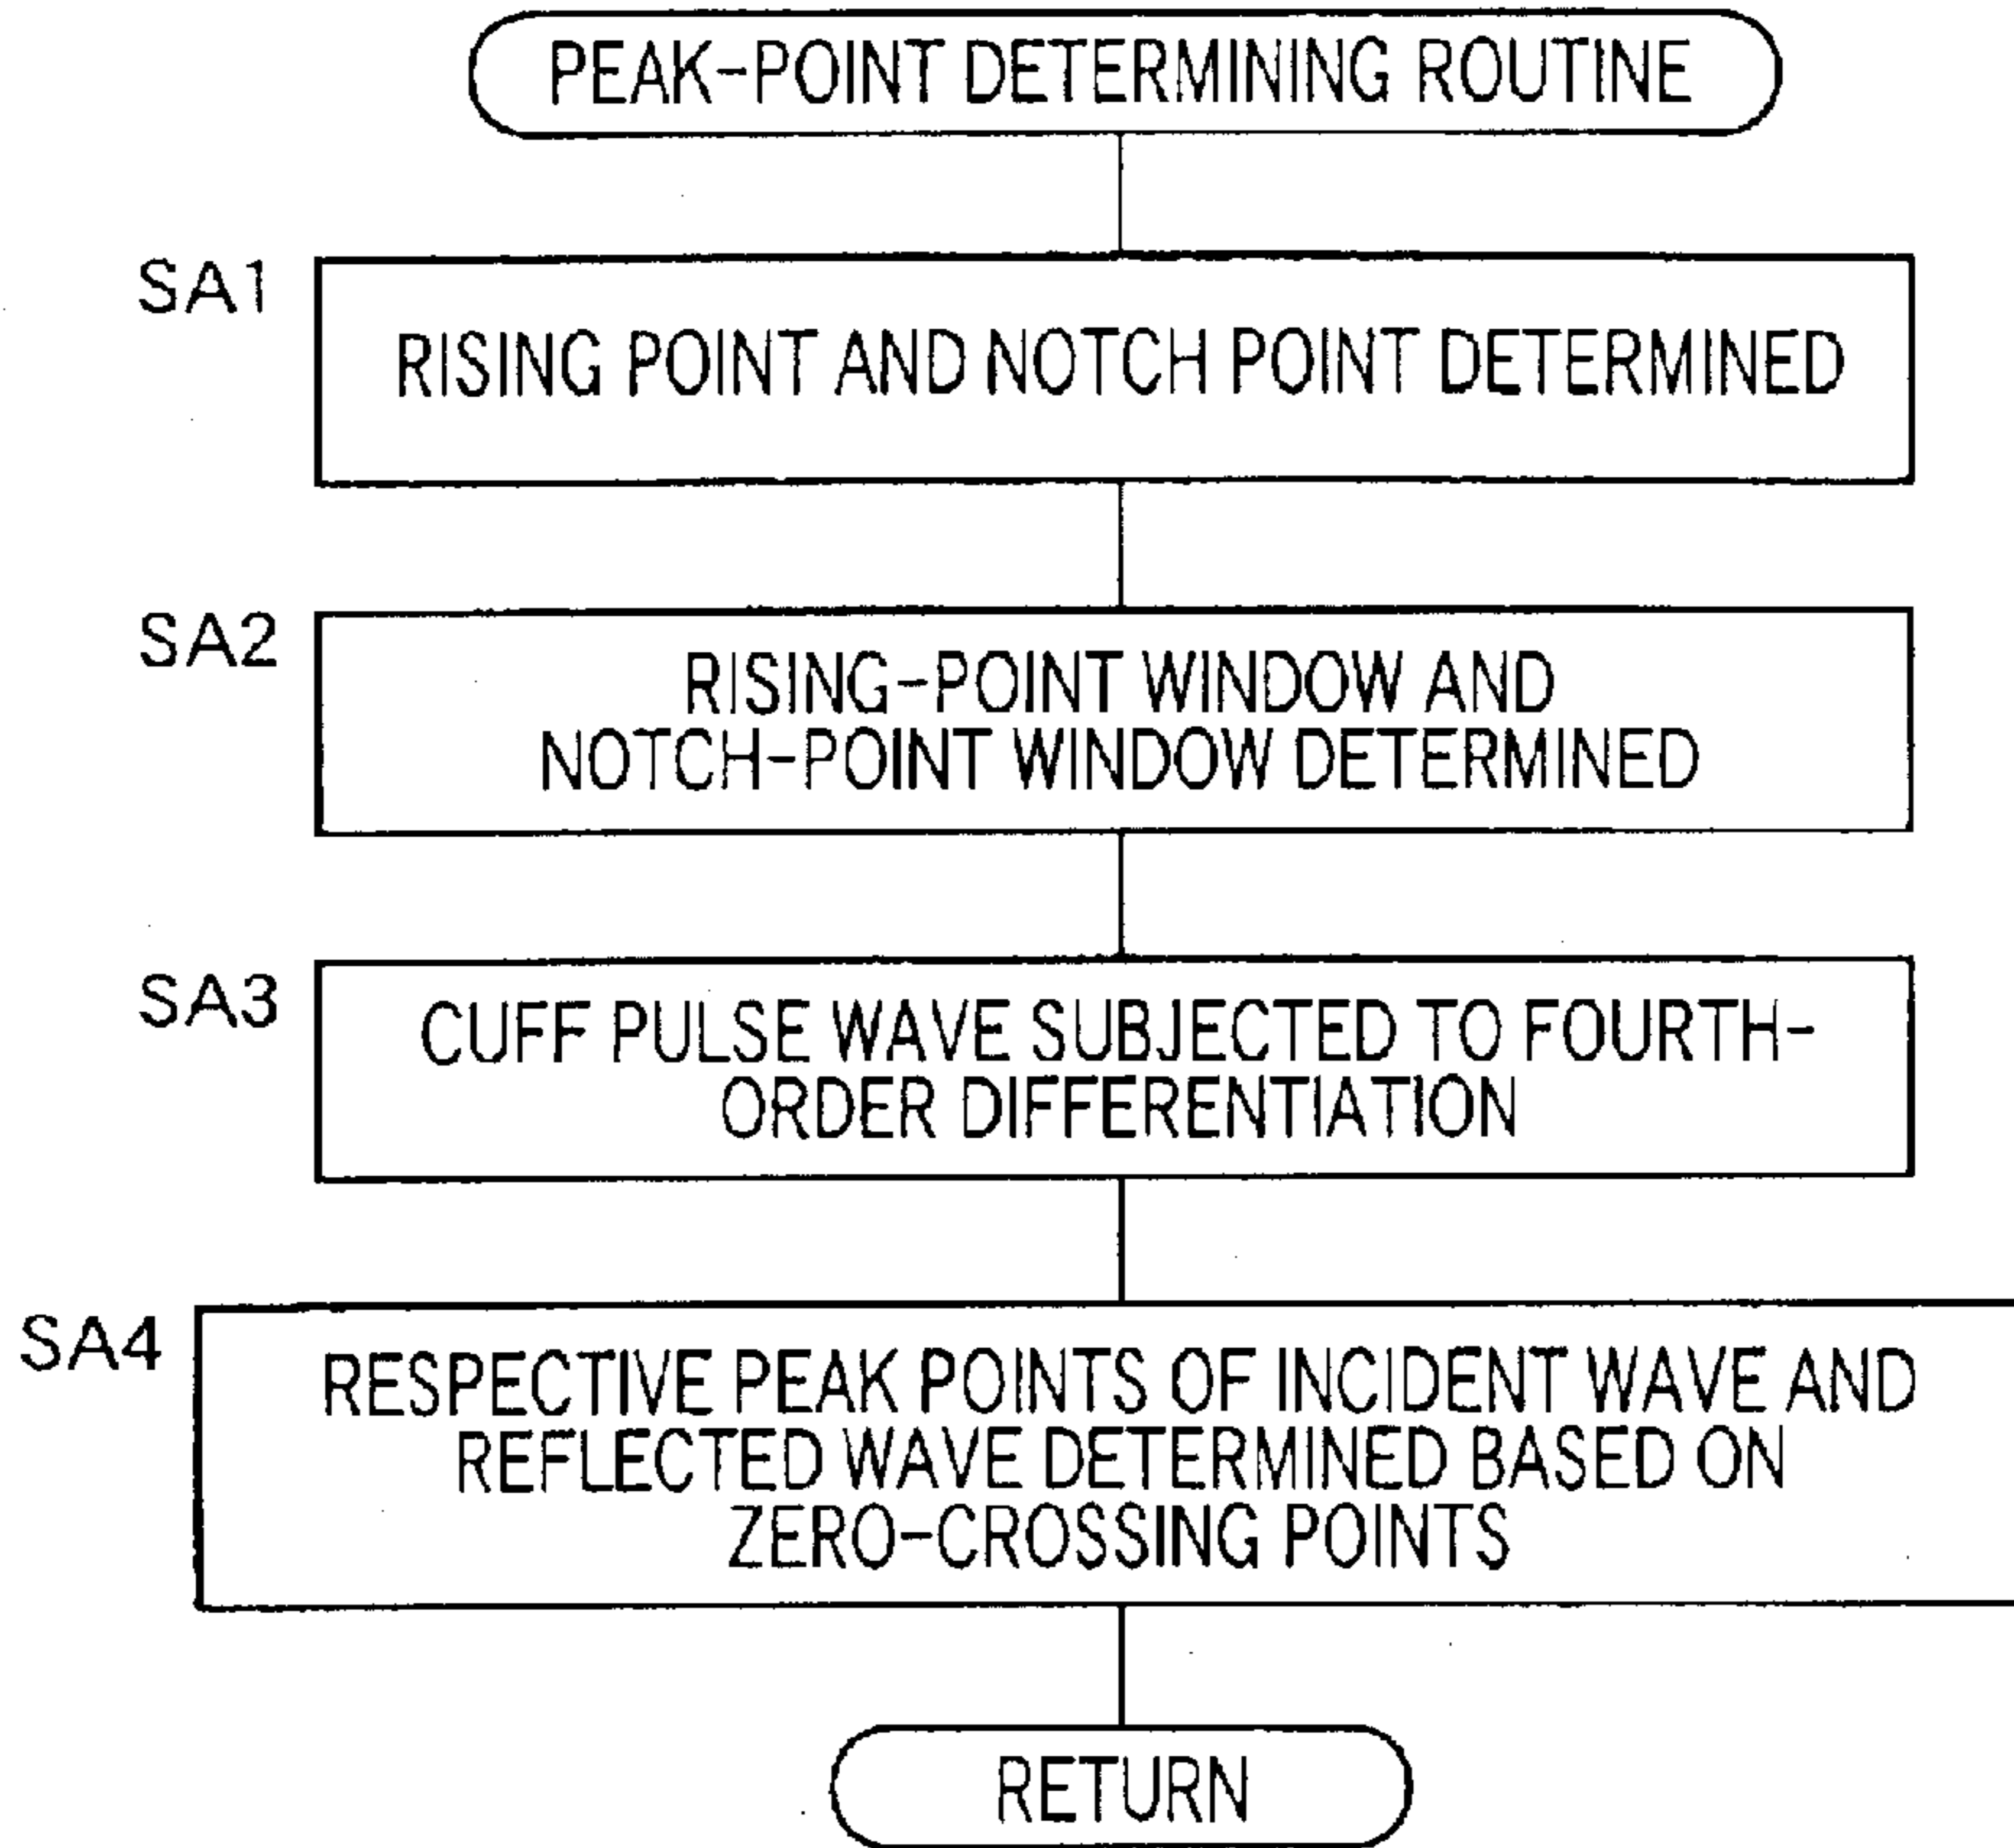 PEAK-POINT DETERMINING ROUTINE
SA1
RISING POINT AND NOTCH POINT DETERMINED
SA2
RISING-POINT WINDOW AND
NOTCH-POINT WINDOW DETERMINED
SA3
CUFF PULSE WAVE SUBJECTED TO FOURTH-
ORDER DIFFERENTIATION
SA4
RESPECTIVE PEAK POINTS OF INCIDENT WAVE AND
REFLECTED WAVE DETERMINED BASED ON
ZERO-CROSSING POINTS
RETURN